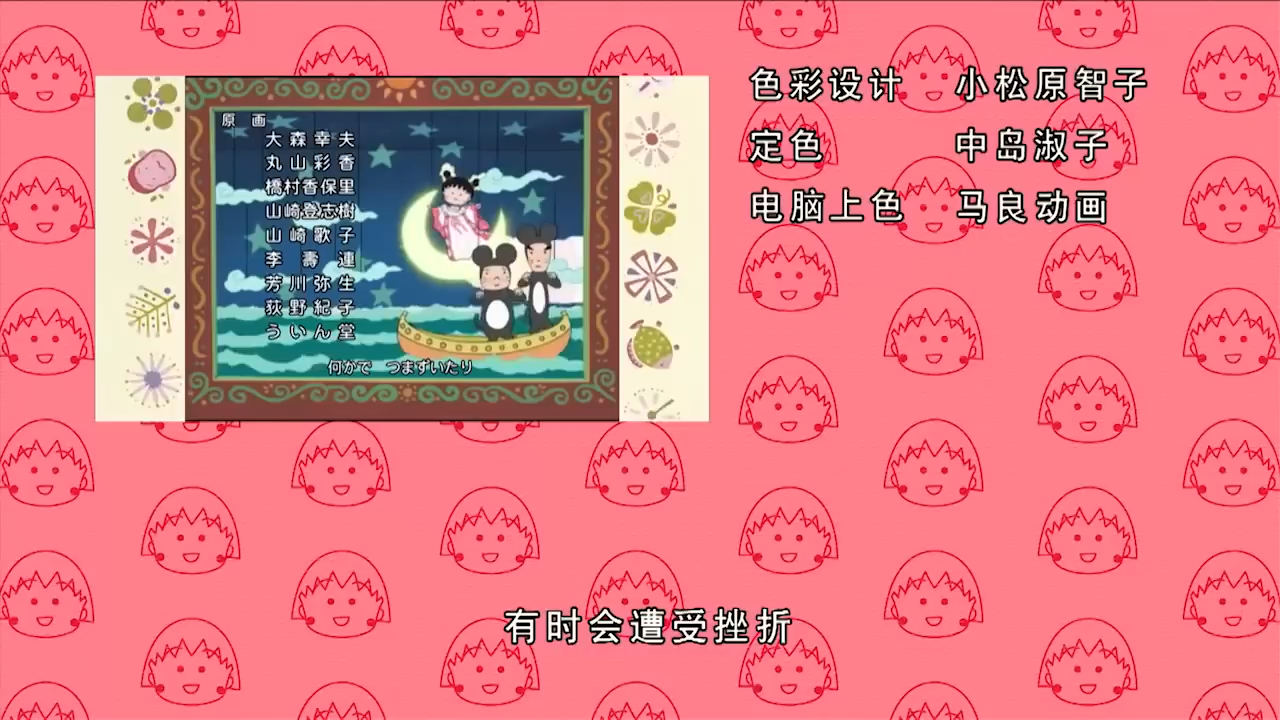 原 画
大森幸夫
丸山彩香
橋村香保里
山崎登志樹
山崎歌子
李壽連
芳川弥生
荻野紀子
ういん堂
何かで つまずいたり
色彩设计 小松原智子
定色 中岛淑子
电脑上色 马良动画
有时会遭受挫折